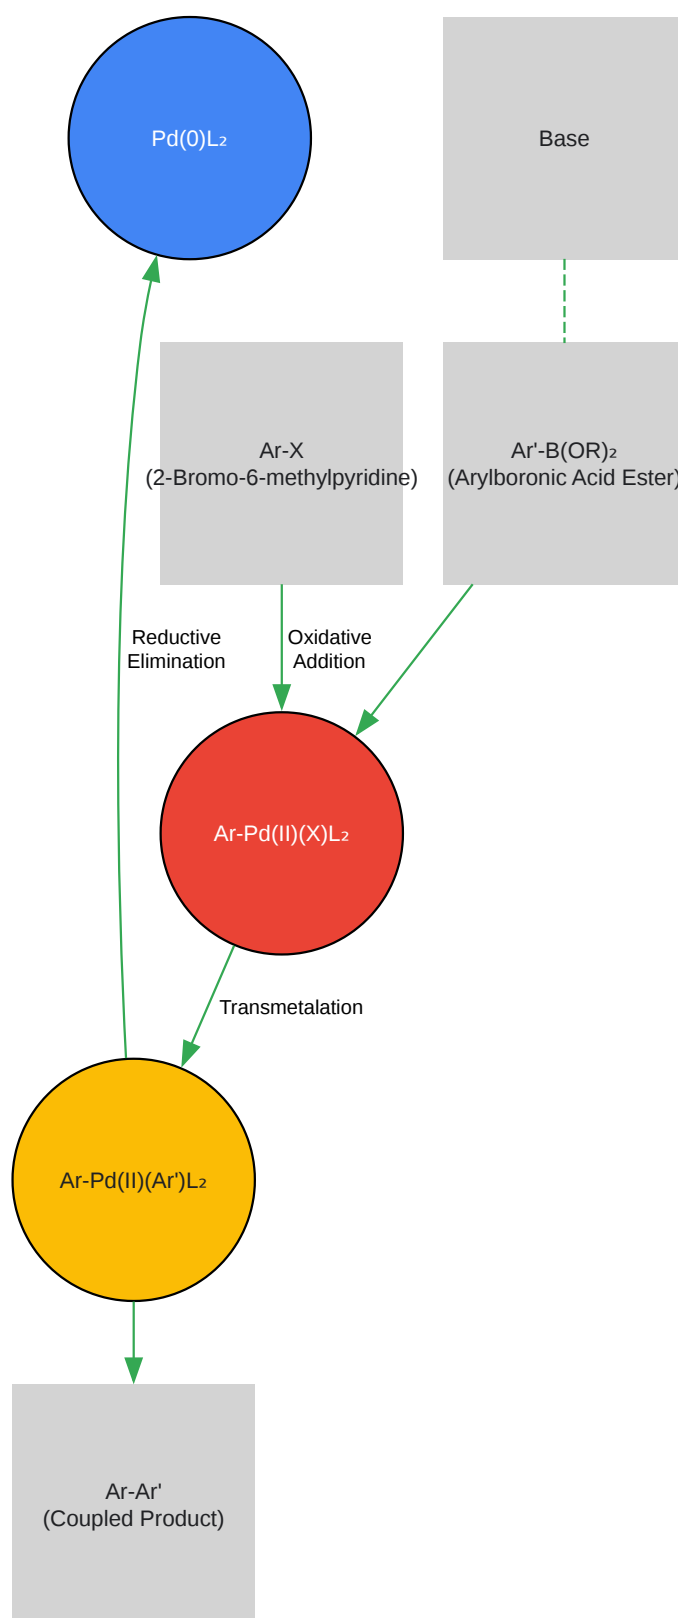 Pd(0)L₂
Base
Ar-X
(2-Bromo-6-methylpyridine)
Ar'-B(OR)₂
(Arylboronic Acid Ester)
Reductive
Elimination
Oxidative
Addition
Ar-Pd(II)(X)L₂
Transmetalation
Ar-Pd(II)(Ar')L₂
Ar-Ar'
(Coupled Product)